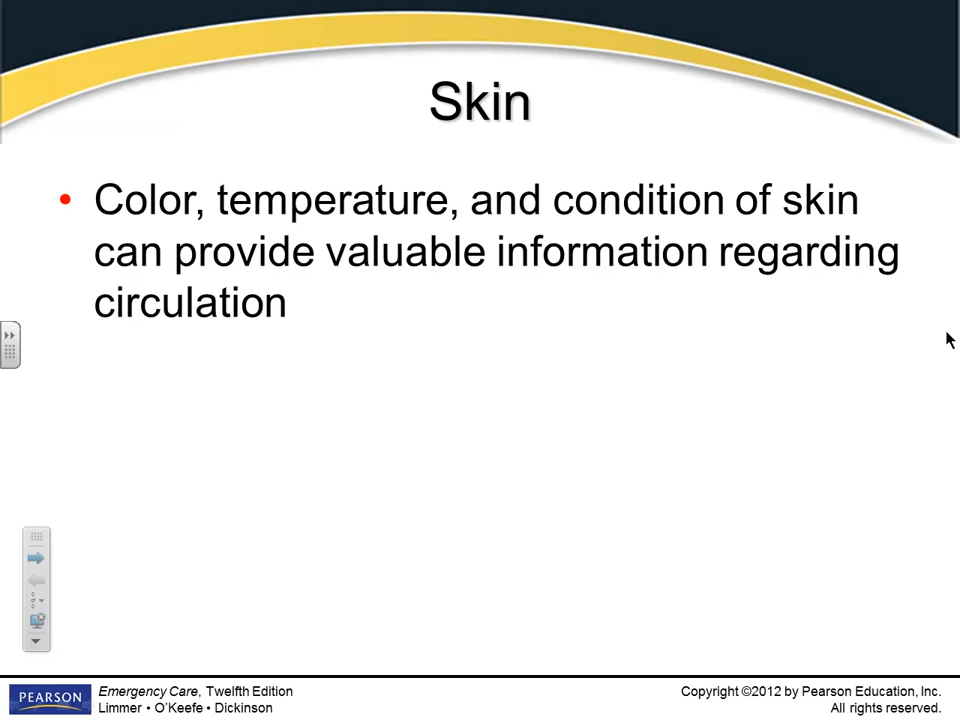 Skin
• Color, temperature, and condition of skin
can provide valuable information regarding
circulation
PEARSON
Emergency Care, Twelfth Edition
Limmer • O’Keefe • Dickinson
Copyright ©2012 by Pearson Education, Inc.
All rights reserved.